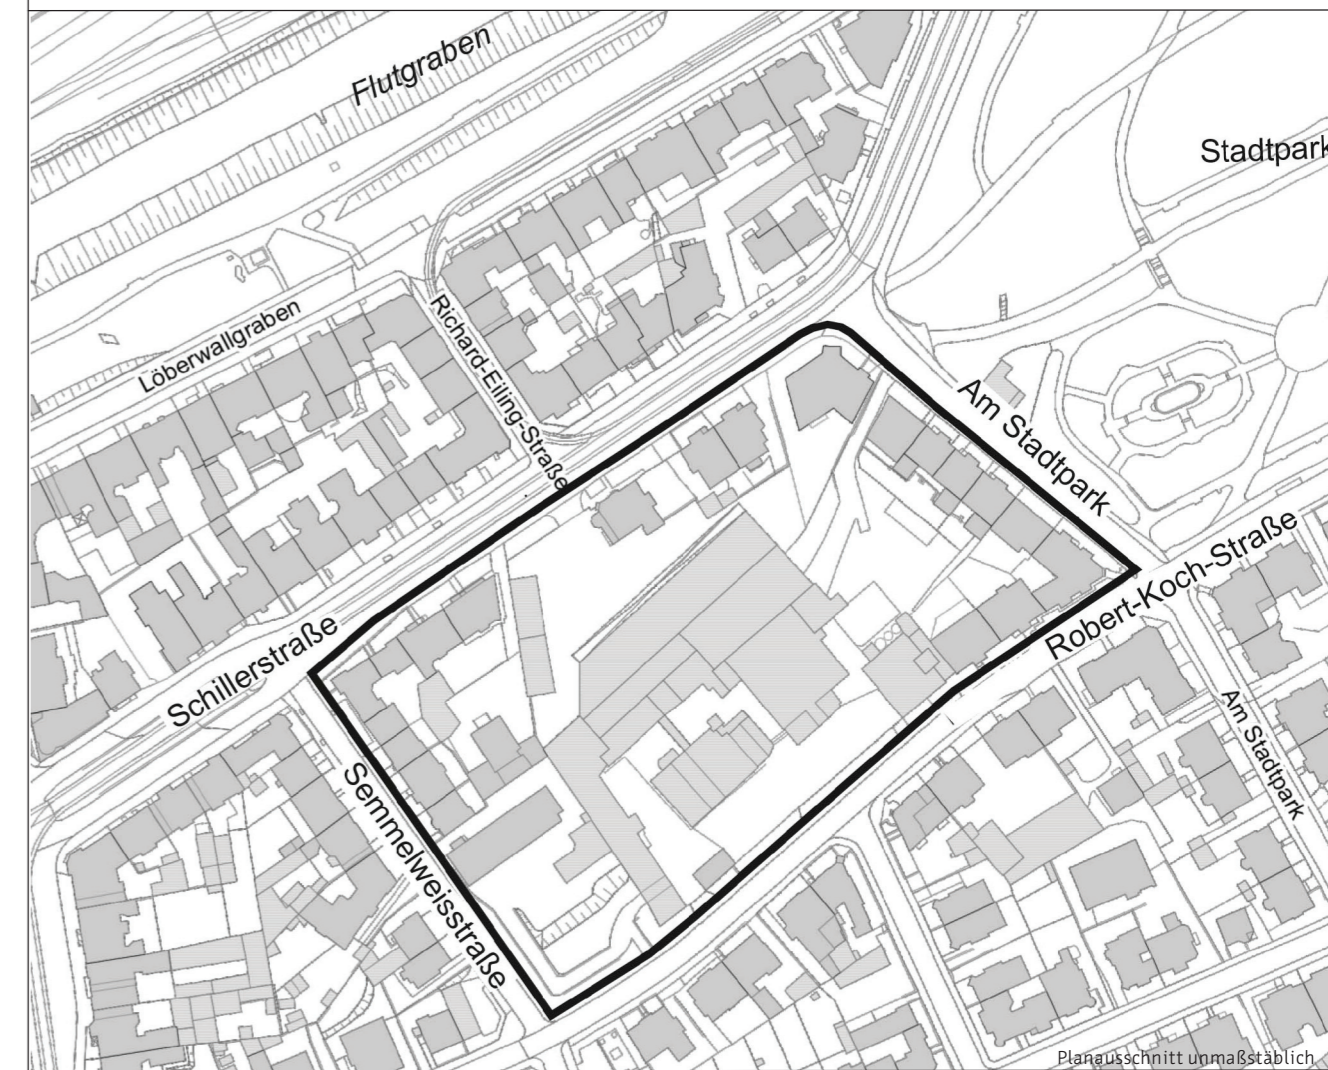 Flutgraben
Stadtpark
Löberwallgraben
Richard-Eiling-Straße
Am Stadtpark
Robert-Koch-Straße
Schillerstraße
Am Stadtpark
Semmelweisstraße
Planausschnitt unmaßstäblich